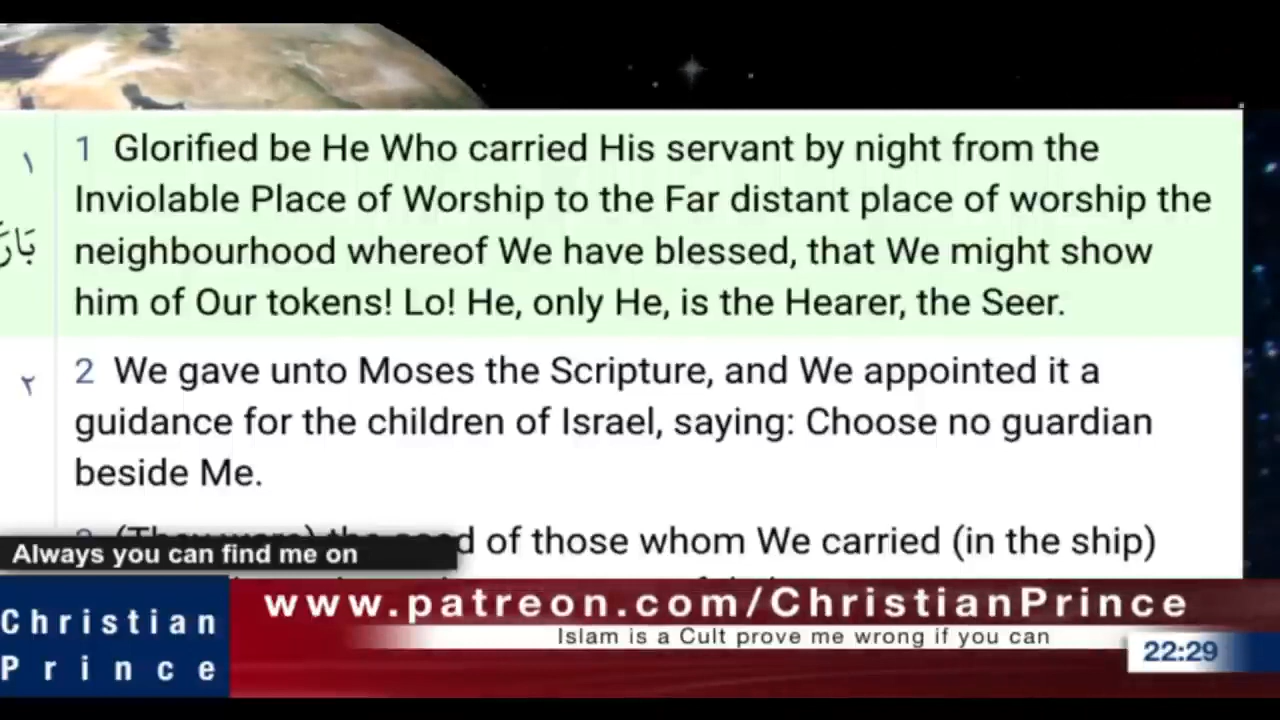 ١
1 Glorified be He Who carried His servant by night from the
Inviolable Place of Worship to the Far distant place of worship the
neighbourhood whereof We have blessed, that We might show
him of Our tokens! Lo! He, only He, is the Hearer, the Seer.
٢
2 We gave unto Moses the Scripture, and We appointed it a
guidance for the children of Israel, saying: Choose no guardian
beside Me.
of those whom We carried (in the ship)
Always you can find me on
Christian
Prince
www.patreon.com/ChristianPrince
Islam is a Cult prove me wrong if you can
22:29